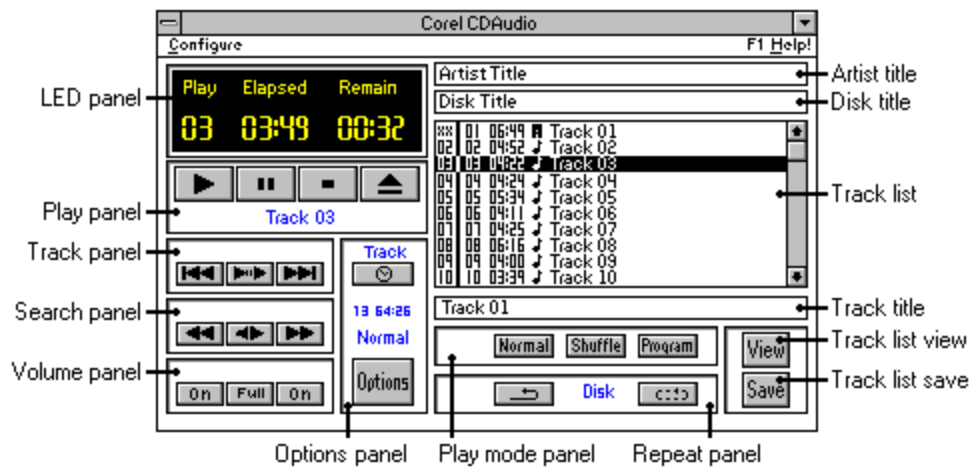 Corel CDAudio
Configure F1 Help!
LED panel
Play Elapsed Remain
03 03:49 00:32
Artist Title
Artist title
Disk Title
Disk title
xx 01 06:49 Track 01
02 02 04:52 Track 02
03 03 04:22 Track 03
04 04 04:24 Track 04
05 05 05:34 Track 05
06 06 04:11 Track 06
07 07 04:25 Track 07
08 08 06:16 Track 08
09 09 04:00 Track 09
10 10 03:39 Track 10
Track list
Play panel
Track 03
Track panel
Track
Search panel
13 64:26
Normal
Volume panel
On Full On
Options
Track 01
Track title
Normal Shuffle Program
View
Track list view
Disk
Save
Track list save
Options panel
Play mode panel
Repeat panel